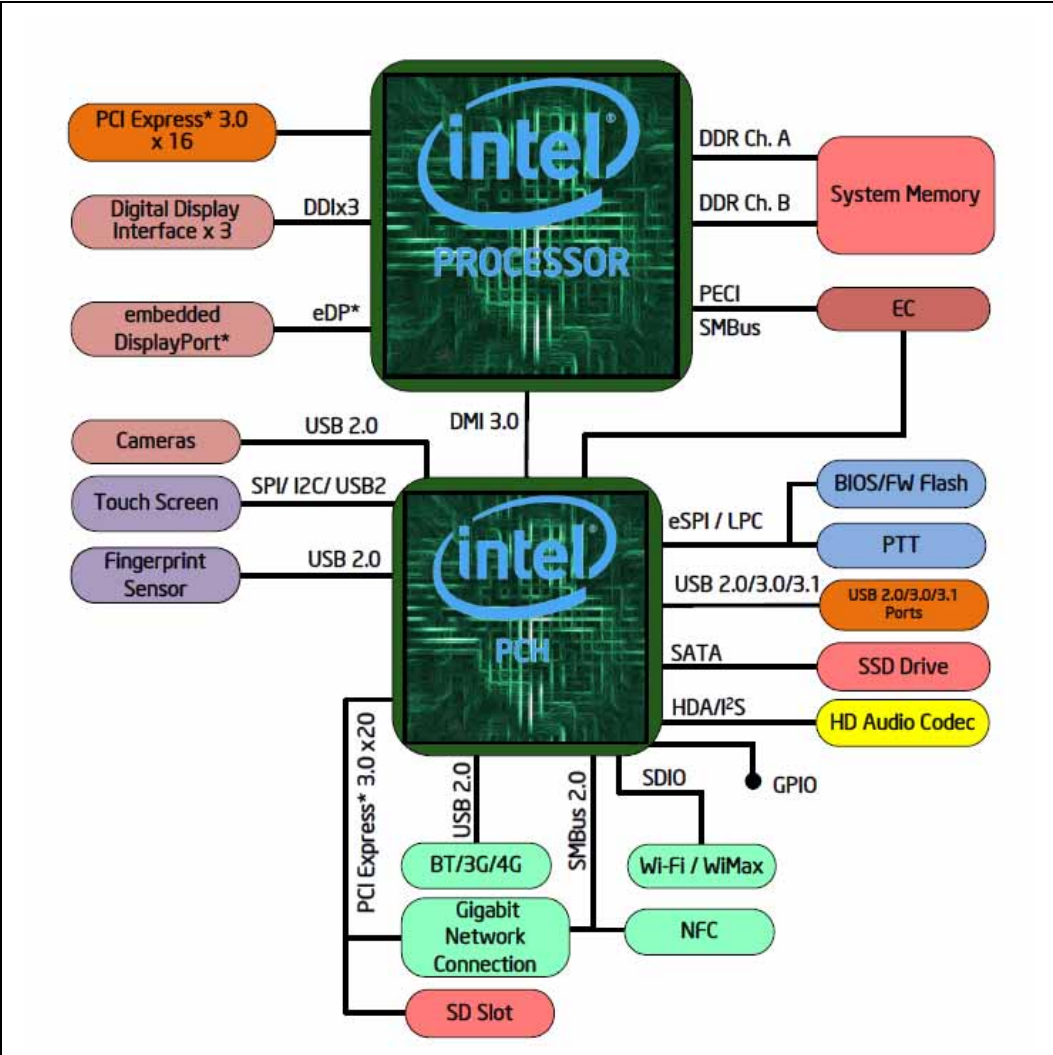 PCI Express* 3.0
x 16
intel®
PROCESSOR
DDR Ch. A
DDR Ch. B
System Memory
Digital Display
Interface x 3
DDIx3
PECI
SMBus
EC
embedded
DisplayPort*
eDP*
DMI 3.0
Cameras
USB 2.0
Touch Screen
SPI/ I2C/ USB2
Fingerprint
Sensor
USB 2.0
intel®
PCH
eSPI / LPC
BIOS/FW Flash
PTT
USB 2.0/3.0/3.1
USB 2.0/3.0/3.1
Ports
SATA
SSD Drive
HDA/I²S
HD Audio Codec
GPIO
SDIO
Wi-Fi / WiMax
SMBus 2.0
NFC
USB 2.0
BT/3G/4G
PCI Express* 3.0 x20
Gigabit
Network
Connection
SD Slot